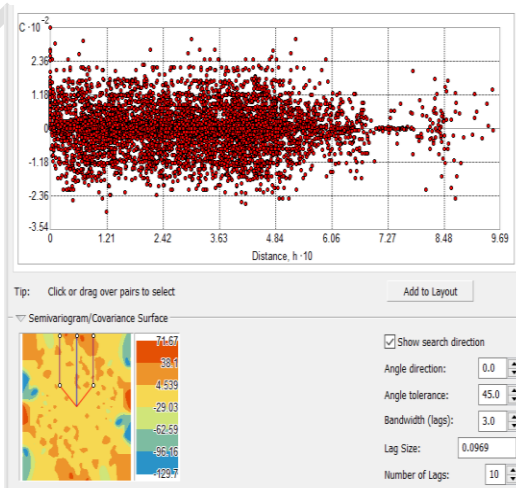 C · 10⁻²
2.36
1.18
0
-1.18
-2.36
-3.54
0 1.21 2.42 3.63 4.84 6.06 7.27 8.48 9.69
Distance, h · 10
Tip: Click or drag over pairs to select
Add to Layout
Semivariogram/Covariance Surface
71.67
38.1
4.539
-29.03
-62.59
-96.16
-129.7
Show search direction
Angle direction: 0.0
Angle tolerance: 45.0
Bandwidth (lags): 3.0
Lag Size: 0.0969
Number of Lags: 10